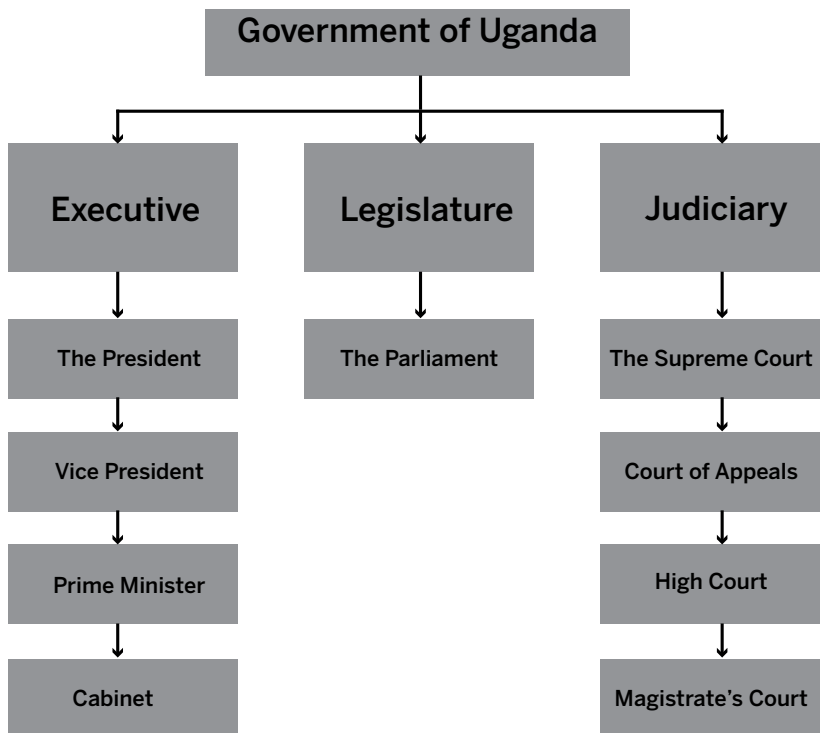 Government of Uganda
Executive
Legislature
Judiciary
The President
The Parliament
The Supreme Court
Vice President
Court of Appeals
Prime Minister
High Court
Cabinet
Magistrate's Court